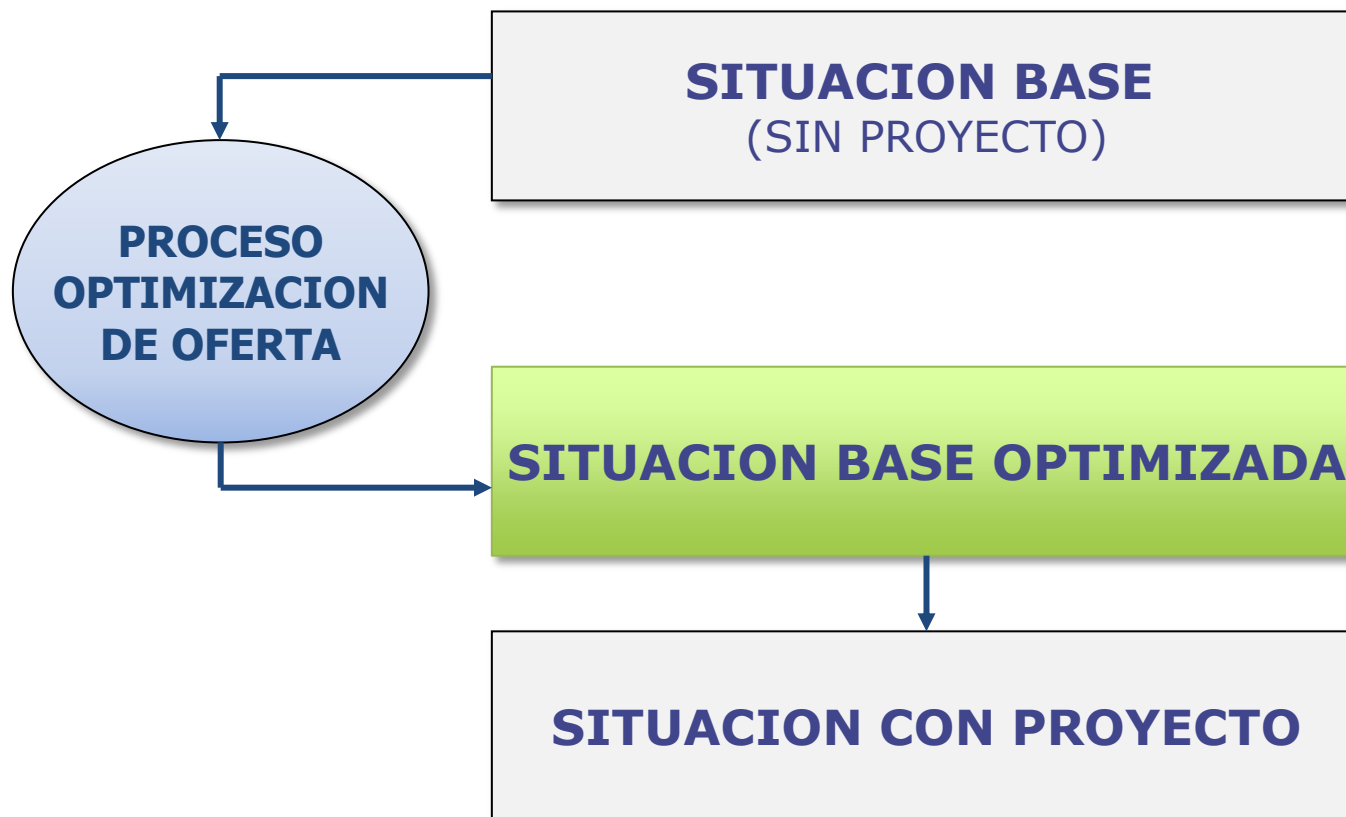 SITUACION BASE
(SIN PROYECTO)
PROCESO
OPTIMIZACION
DE OFERTA
SITUACION BASE OPTIMIZADA
SITUACION CON PROYECTO